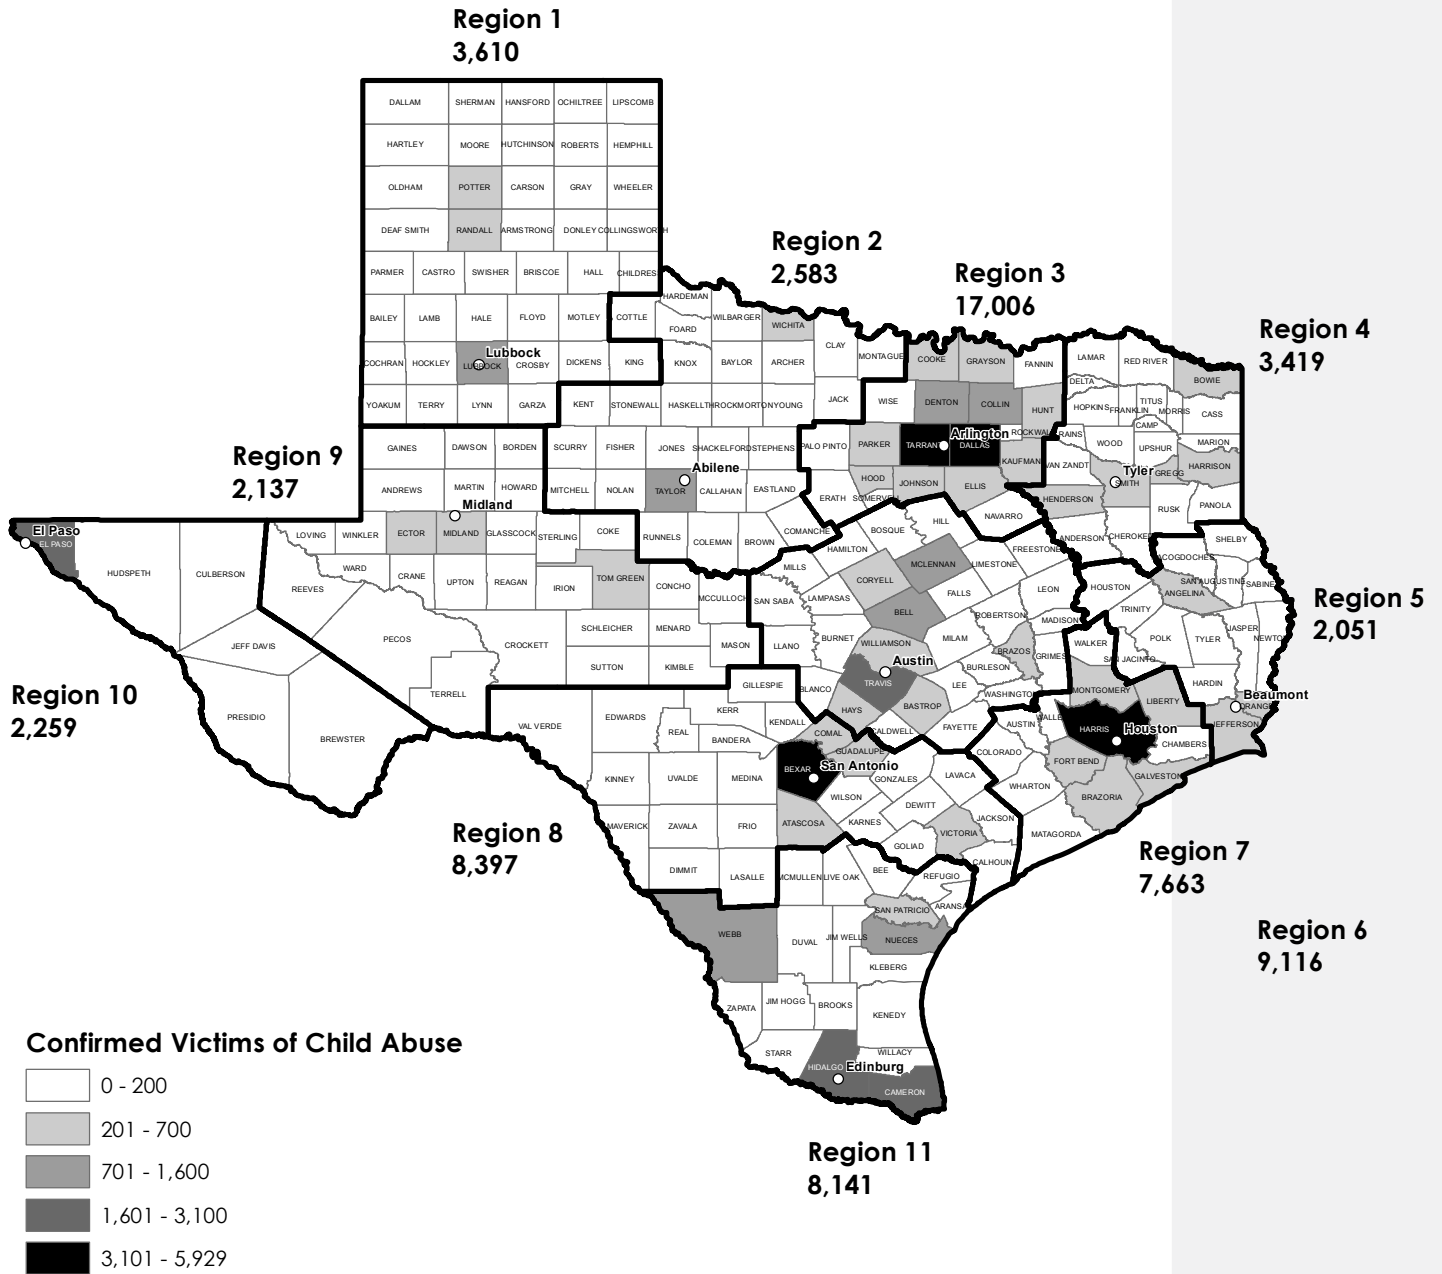 Region 1
3,610
DALLAM SHERMAN HANSFORD OCHILTREE LIPSCOMB
HARTLEY MOORE HUTCHINSON ROBERTS HEMPHILL
OLDHAM POTTER CARSON GRAY WHEELER
DEAF SMITH RANDALL ARMSTRONG DONLEY COLLINGSWORTH
Region 2
2,583
Region 3
17,006
PARMER CASTRO SWISHER BRISCOE HALL CHILDRES
HARDEMAN
BAILEY LAMB HALE FLOYD MOTLEY COTTLE FOARD WILBARGER WICHITA
Region 4
3,419
CLAY MONTAGUE COOKE GRAYSON FANNIN LAMAR RED RIVER BOWIE
Lubbock
COCHRAN HOCKLEY LUBBOCK CROSBY DICKENS KING KNOX BAYLOR ARCHER
DELTA
YOAKUM TERRY LYNN GARZA KENT STONEWALL HASKELL THROCKMORTON YOUNG JACK WISE DENTON COLLIN HUNT HOPKINS FRANKLIN TITUS MORRIS CASS
CAMP
Region 9
2,137
GAINES DAWSON BORDEN SCURRY FISHER JONES SHACKELFORD STEPHENS PALO PINTO PARKER TARRANT Arlington DALLAS ROCKWAL RAINS WOOD UPSHUR MARION
KAUFMAN VAN ZANDT Tyler GREGG HARRISON
ANDREWS MARTIN HOWARD MITCHELL NOLAN TAYLOR Abilene CALLAHAN EASTLAND ERATH HOOD SOMERVELL JOHNSON ELLIS HENDERSON SMITH RUSK PANOLA
Midland
El Paso
EL PASO HUDSPETH CULBERSON LOVING WINKLER ECTOR MIDLAND GLASSCOCK STERLING COKE RUNNELS COLEMAN BROWN COMANCHE BOSQUE HILL NAVARRO ANDERSON CHEROKEE SHELBY
HAMILTON FREESTONE ACOGDOCHES
REEVES WARD CRANE UPTON REAGAN IRION TOM GREEN CONCHO MCCULLOCH MILLS CORYELL MCLENNAN LIMESTONE HOUSTON SAN AUGUSTINE SABINE
SAN SABA LAMPASAS BELL FALLS LEON TRINITY ANGELINA
Region 5
2,051
JEFF DAVIS PECOS CROCKETT SCHLEICHER MENARD MASON LLANO BURNET WILLIAMSON MILAM ROBERTSON MADISON WALKER POLK TYLER JASPER NEWTO
BRAZOS GRIMES SAN JACINTO
SUTTON KIMBLE Austin BURLESON
TERRELL GILLESPIE BLANCO TRAVIS LEE WASHINGTON MONTGOMERY LIBERTY HARDIN
Beaumont
ORANGE
Region 10
2,259
PRESIDIO BREWSTER VAL VERDE EDWARDS KERR KENDALL HAYS BASTROP FAYETTE AUSTIN WALLE HARRIS Houston JEFFERSON
REAL BANDERA COMAL CALDWELL COLORADO CHAMBERS
GUADALUPE
KINNEY UVALDE MEDINA BEXAR San Antonio GONZALES LAVACA FORT BEND GALVESTON
WILSON DEWITT WHARTON BRAZORIA
Region 8
8,397
MAVERICK ZAVALA FRIO ATASCOSA KARNES VICTORIA JACKSON MATAGORDA
GOLIAD
Region 7
7,663
DIMMIT LASALLE MCMULLEN LIVE OAK BEE REFUGIO CALHOUN
SAN PATRICIO ARANSA
Region 6
9,116
WEBB DUVAL JIM WELLS NUECES
KLEBERG
ZAPATA JIM HOGG BROOKS KENEDY
STARR HIDALGO Edinburg WILLACY
CAMERON
Region 11
8,141
Confirmed Victims of Child Abuse
0 - 200
201 - 700
701 - 1,600
1,601 - 3,100
3,101 - 5,929